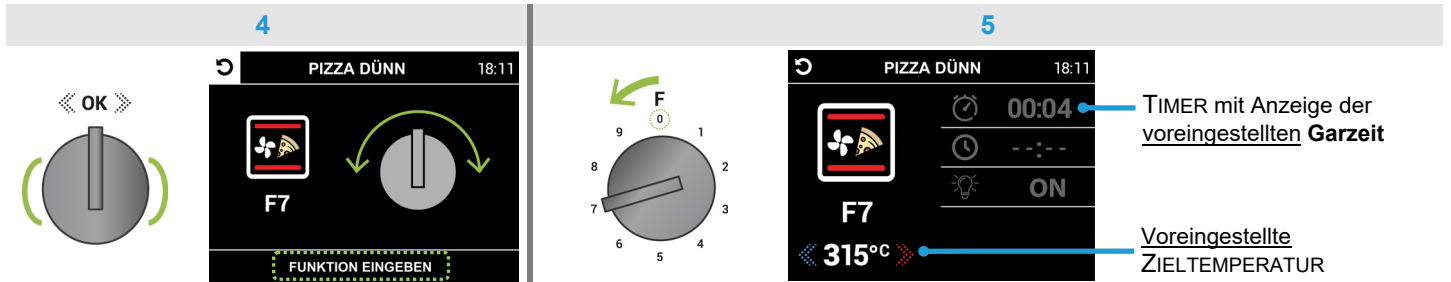 4
5
OK
PIZZA DÜNN 18:11
F7
FUNKTION EINGEBEN
F
0
1
2
3
4
5
6
7
8
9
PIZZA DÜNN 18:11
00:04
--:--
ON
F7
315°C
TIMER mit Anzeige der
voreingestellten Garzeit
Voreingestellte
ZIELTEMPERATUR